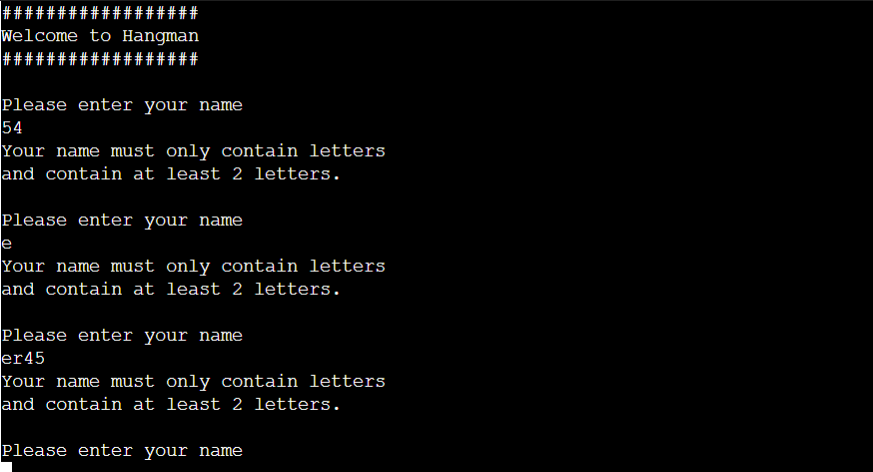 ##################
Welcome to Hangman
##################
Please enter your name
54
Your name must only contain letters
and contain at least 2 letters.
Please enter your name
e
Your name must only contain letters
and contain at least 2 letters.
Please enter your name
er45
Your name must only contain letters
and contain at least 2 letters.
Please enter your name